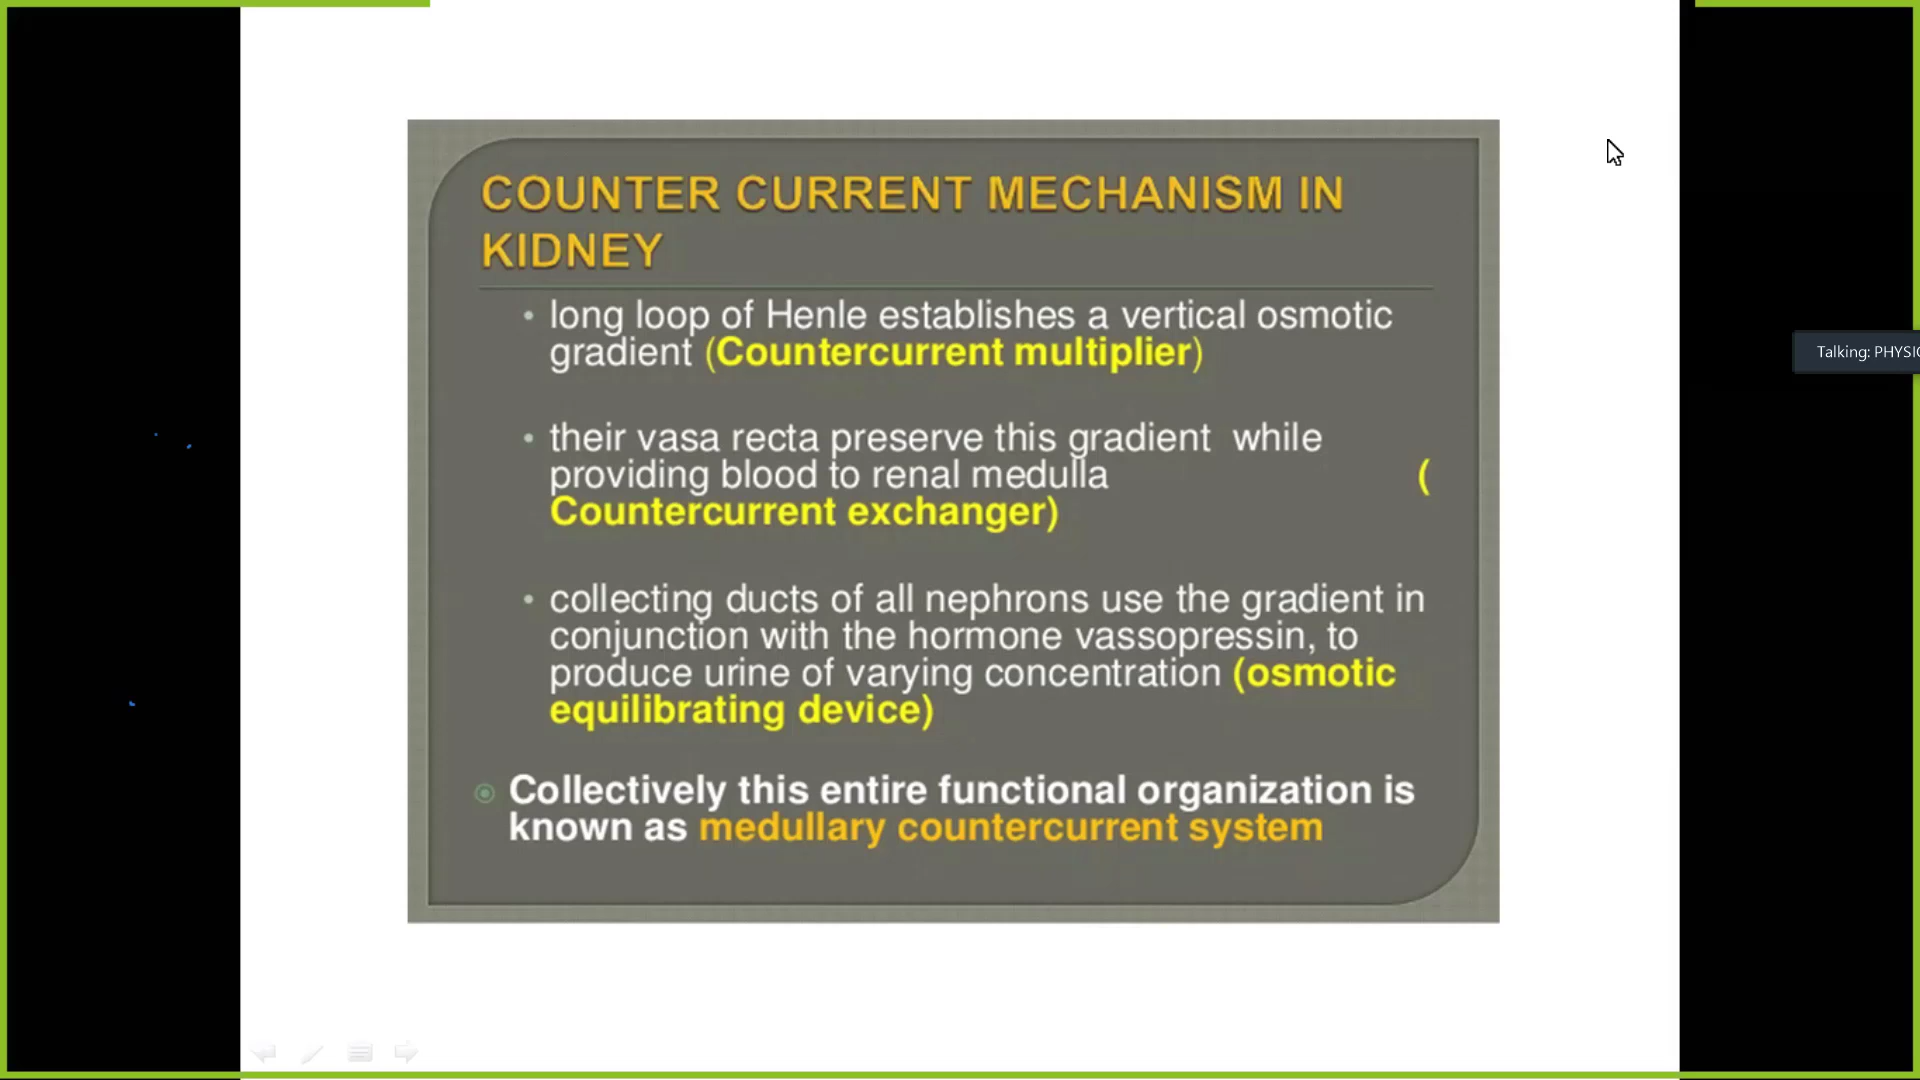 COUNTER CURRENT MECHANISM IN
KIDNEY
• long loop of Henle establishes a vertical osmotic
gradient (Countercurrent multiplier)
• their vasa recta preserve this gradient while
providing blood to renal medulla (
Countercurrent exchanger)
• collecting ducts of all nephrons use the gradient in
conjunction with the hormone vassopressin, to
produce urine of varying concentration (osmotic
equilibrating device)
Collectively this entire functional organization is
known as medullary countercurrent system
Talking: PHYSI